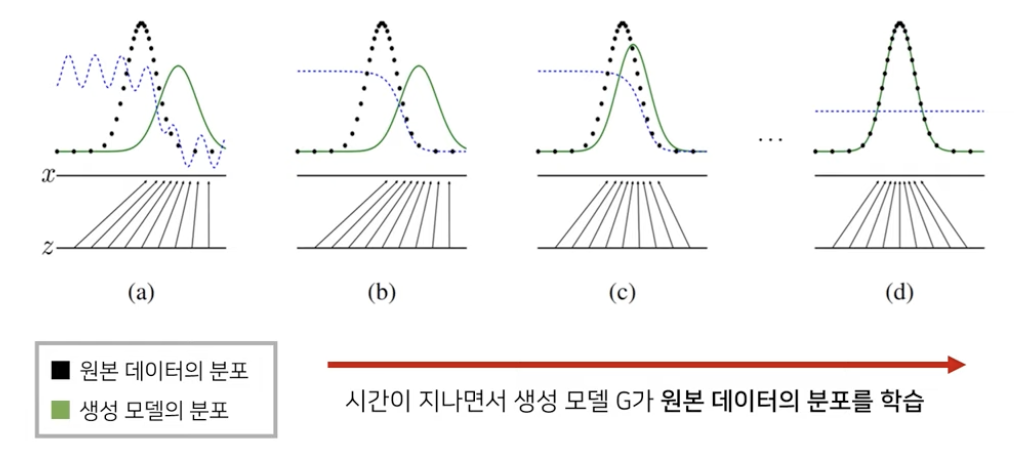 ...
x
z
(a) (b) (c) (d)
원본 데이터의 분포
생성 모델의 분포
시간이 지나면서 생성 모델 G가 원본 데이터의 분포를 학습